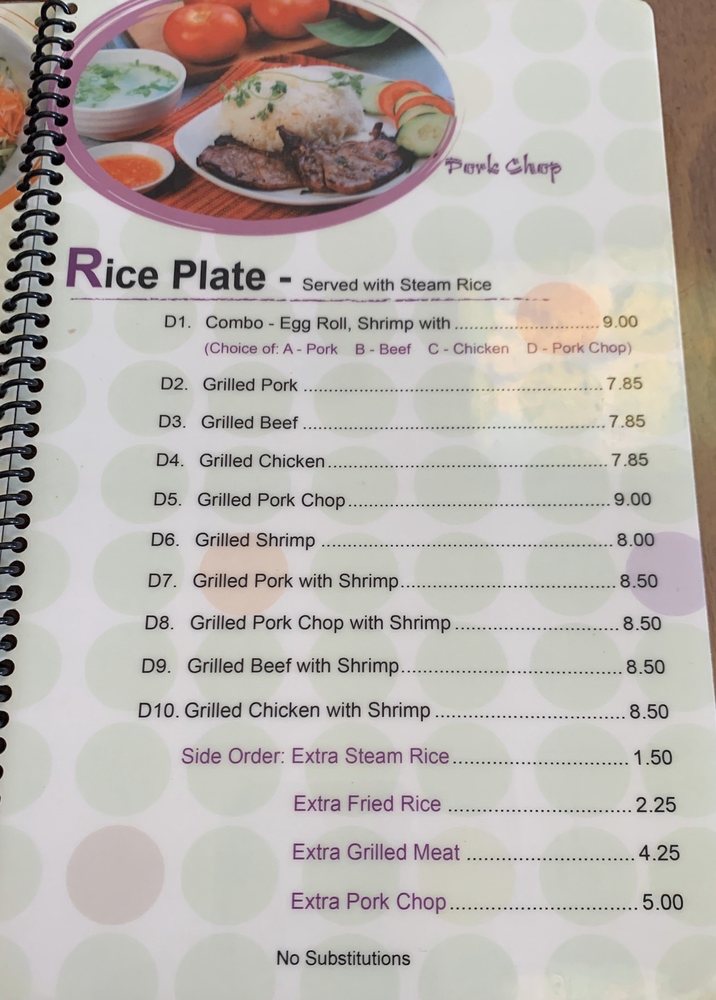 Pork Chop
Rice Plate - Served with Steam Rice
D1. Combo - Egg Roll, Shrimp with ........................... 9.00
(Choice of: A - Pork B - Beef C - Chicken D - Pork Chop)
D2. Grilled Pork ........................................................ 7.85
D3. Grilled Beef ........................................................ 7.85
D4. Grilled Chicken .................................................... 7.85
D5. Grilled Pork Chop ................................................ 9.00
D6. Grilled Shrimp .................................................... 8.00
D7. Grilled Pork with Shrimp ....................................... 8.50
D8. Grilled Pork Chop with Shrimp .............................. 8.50
D9. Grilled Beef with Shrimp ....................................... 8.50
D10. Grilled Chicken with Shrimp ................................. 8.50
Side Order: Extra Steam Rice ................................ 1.50
Extra Fried Rice .................................. 2.25
Extra Grilled Meat ............................... 4.25
Extra Pork Chop .................................. 5.00
No Substitutions